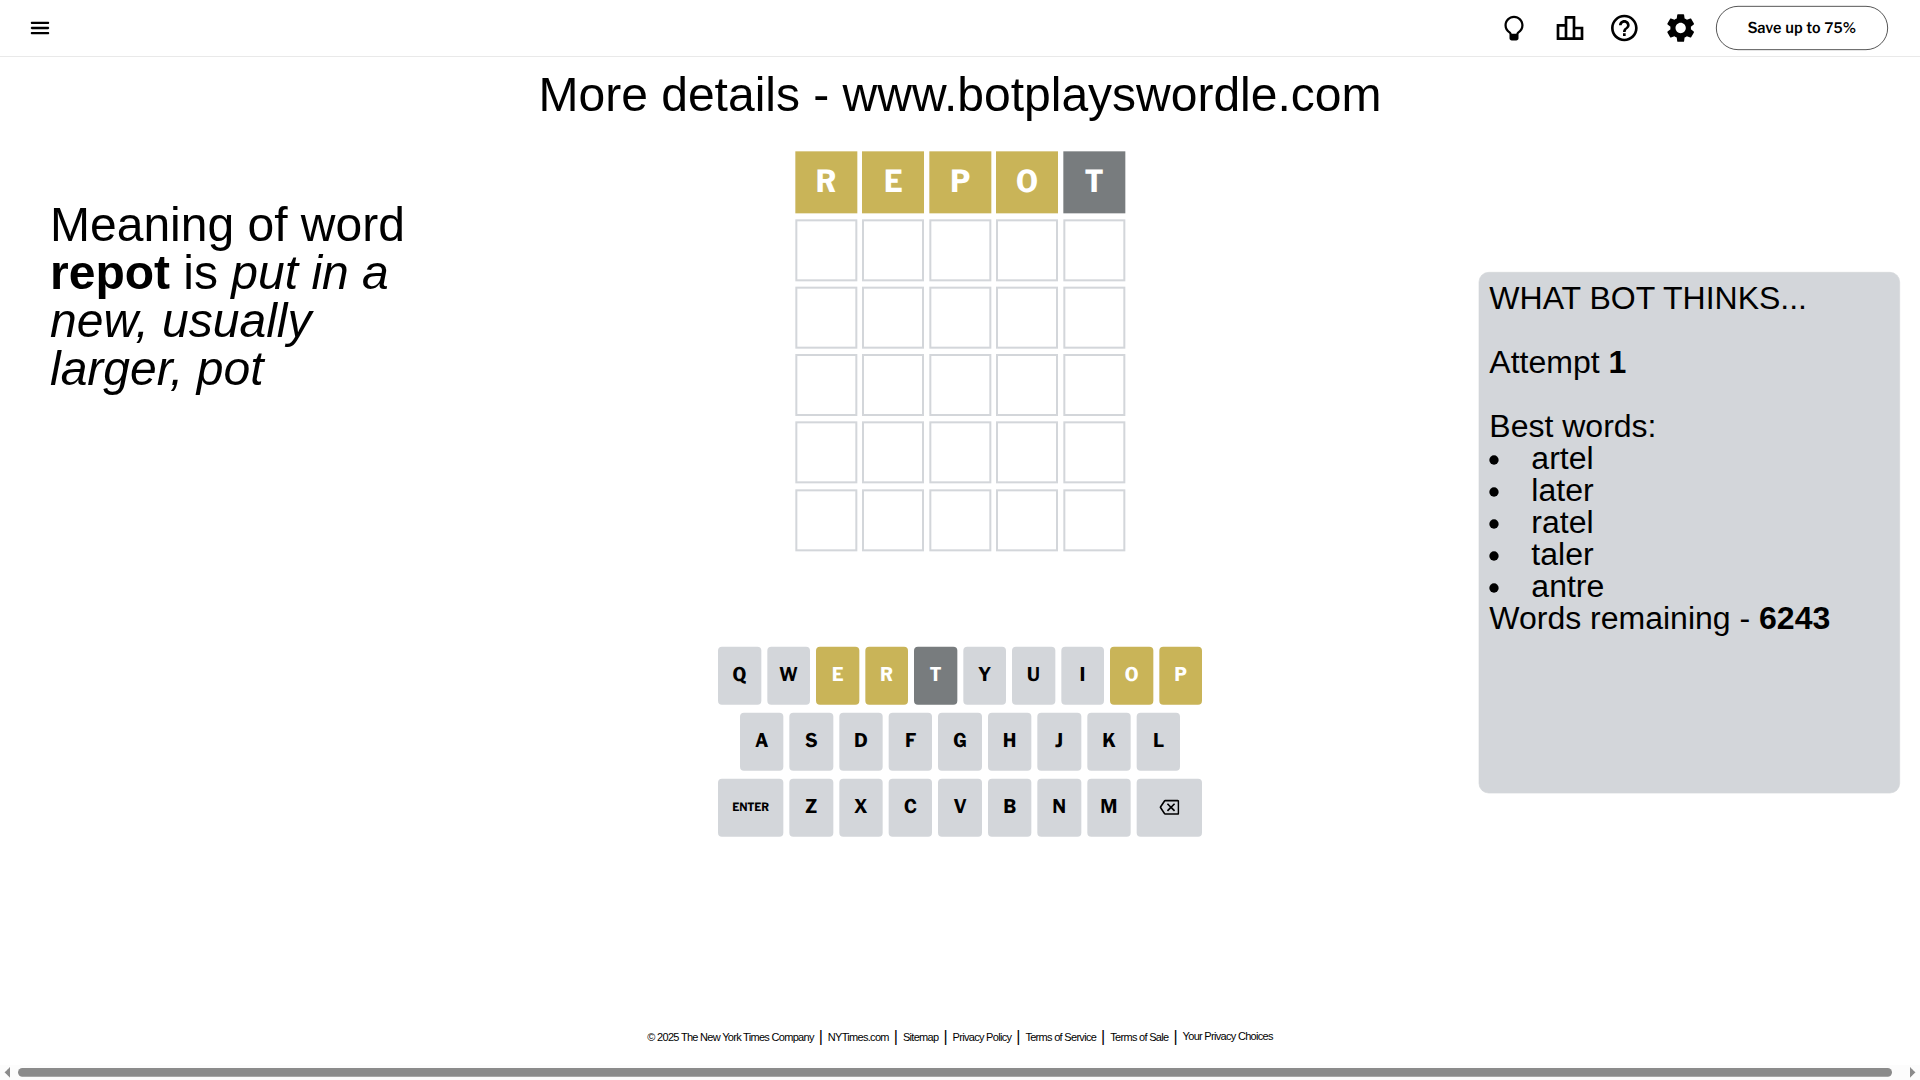 Save up to 75%
More details - www.botplayswordle.com
R E P O T
Meaning of word
repot is put in a
new, usually
larger, pot
WHAT BOT THINKS...
Attempt 1
Best words:
• artel
• later
• ratel
• taler
• antre
Words remaining - 6243
Q W E R T Y U I O P
A S D F G H J K L
ENTER Z X C V B N M
© 2025 The New York Times Company | NYTimes.com | Sitemap | Privacy Policy | Terms of Service | Terms of Sale | Your Privacy Choices